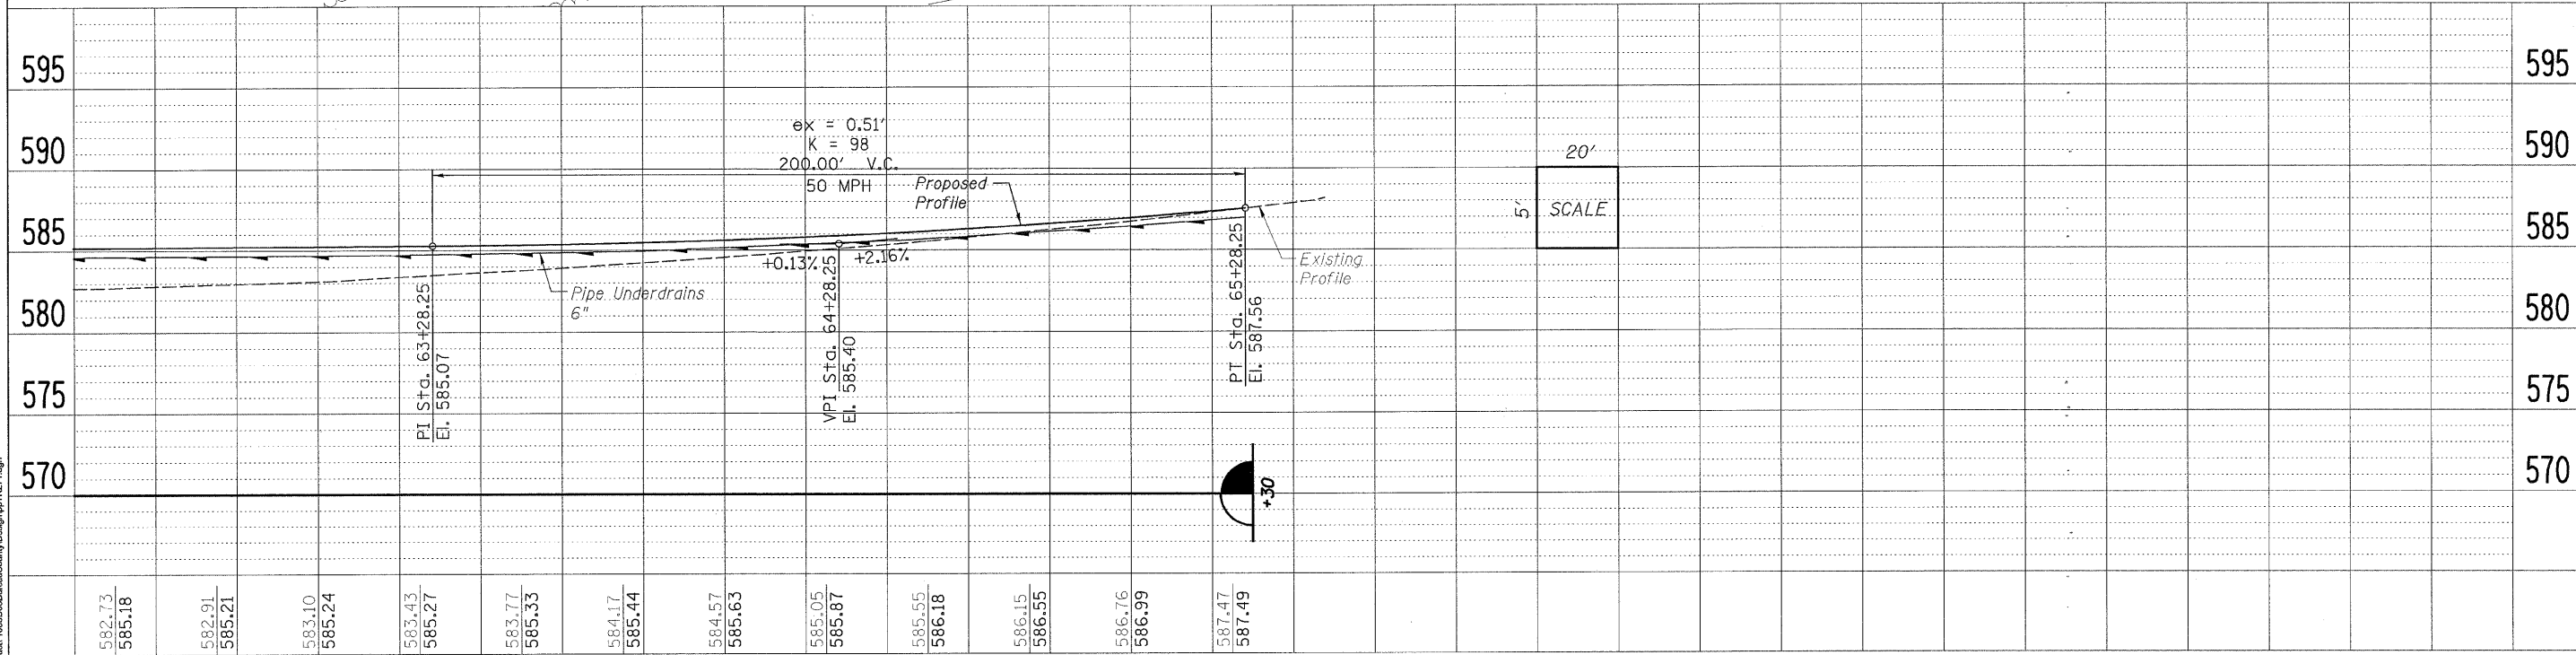 595
590
585
580
575
570
595
590
585
580
575
570
ex = 0.51'
K = 98
200.00' V.C.
50 MPH
Proposed
Profile
20'
5'
SCALE
+0.13%
+2.16%
Existing
Profile
Pipe Underdrains
6"
PI Sta. 63+28.25
El. 585.07
VPI Sta. 64+28.25
El. 585.40
PT Sta. 65+28.25
El. 587.56
+30
582.73
585.18
582.91
585.21
583.10
585.24
583.43
585.27
583.77
585.33
584.17
585.44
584.57
585.63
585.05
585.87
585.55
586.18
586.15
586.55
586.76
586.99
587.47
587.49